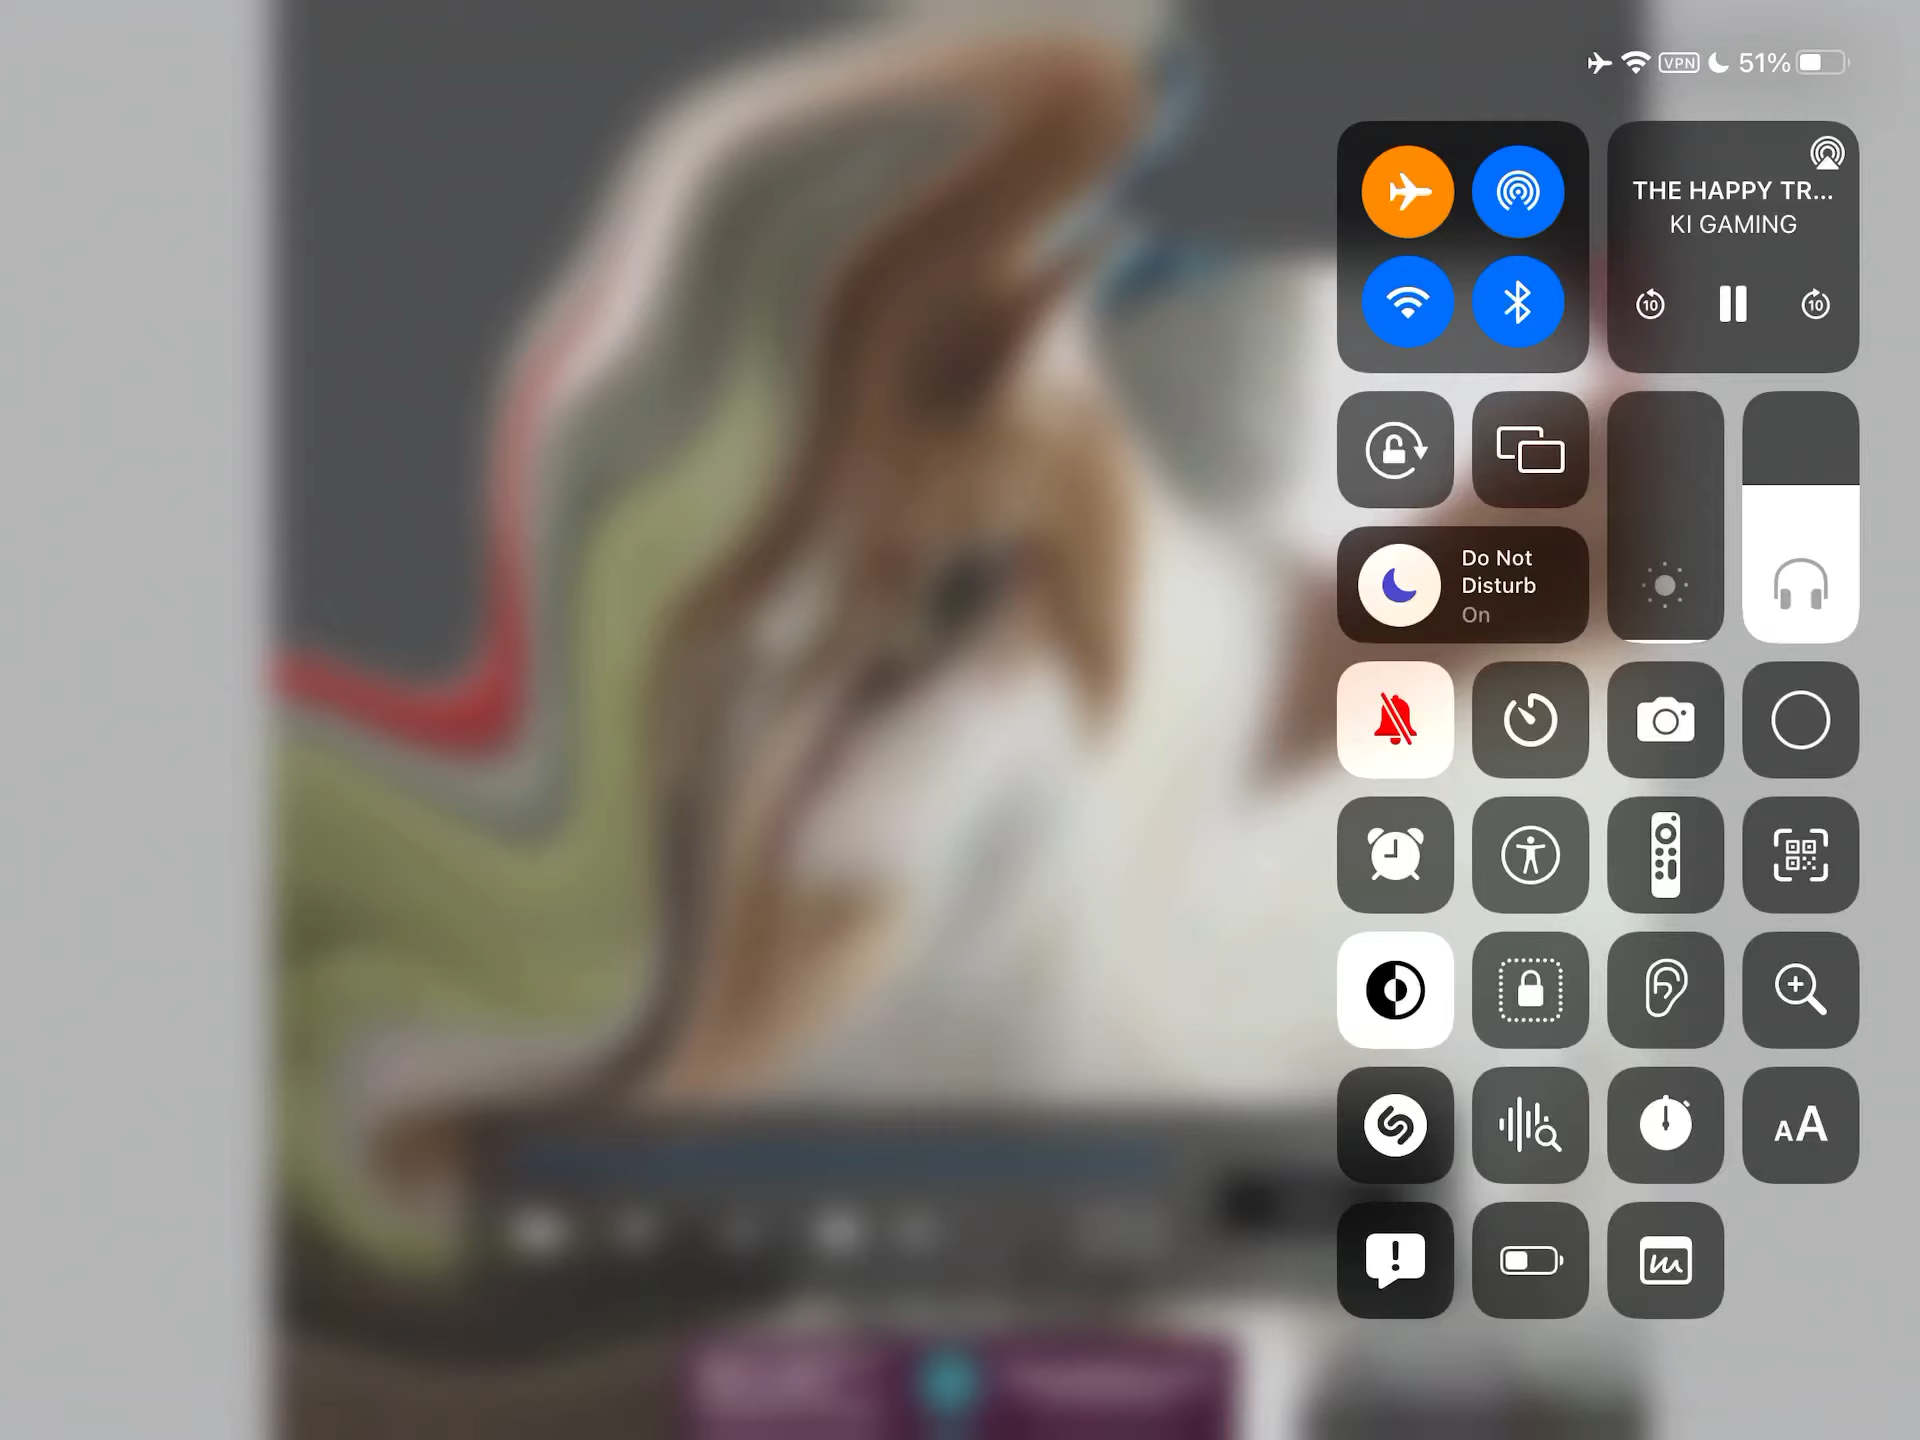 VPN 51%
THE HAPPY TR...
KI GAMING
10 10
Do Not
Disturb
On
AA